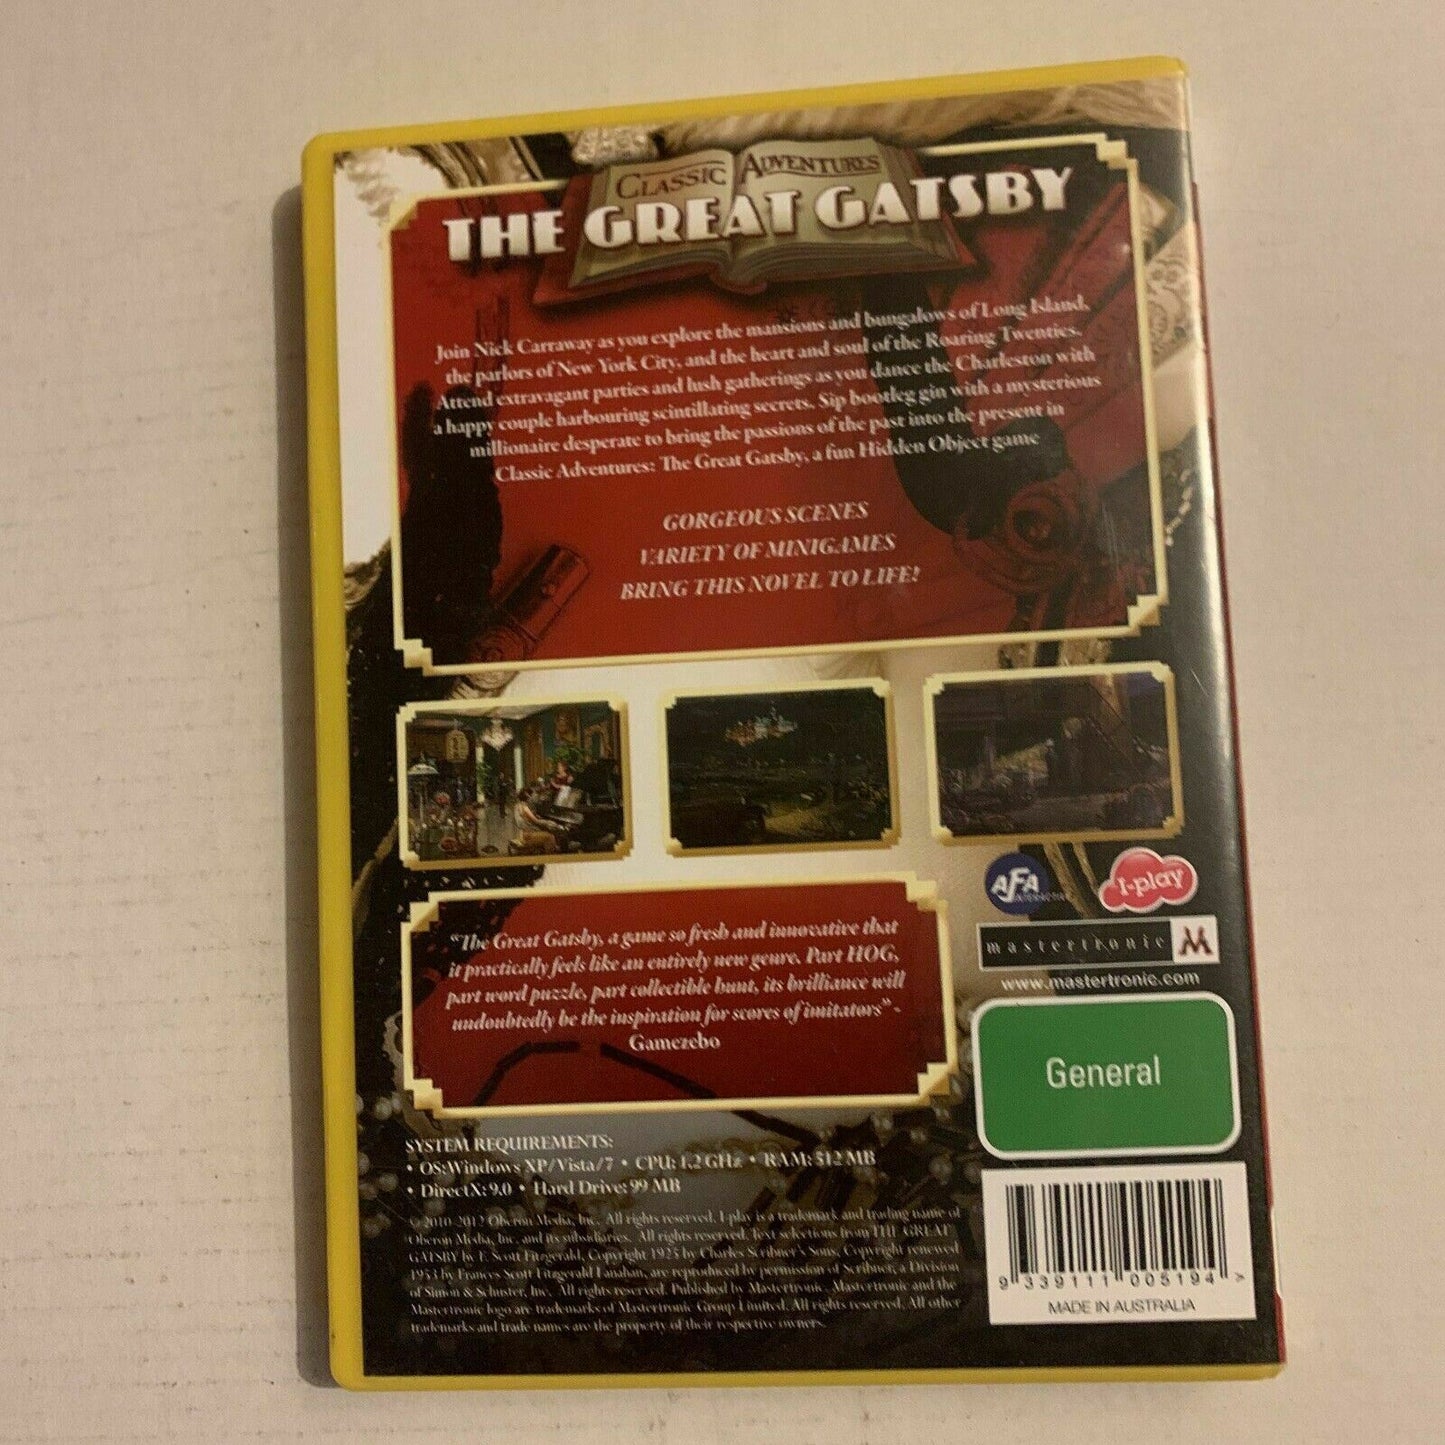 CLASSIC ADVENTURES
THE GREAT GATSBY
Join Nick Carraway as you explore the mansions and bungalows of Long Island,
the parlors of New York City, and the heart and soul of the Roaring Twenties.
Attend extravagant parties and lush gatherings as you dance the Charleston with
a happy couple harbouring scintillating secrets. Sip bootleg gin with a mysterious
millionaire desperate to bring the passions of the past into the present in
Classic Adventures: The Great Gatsby, a fun Hidden Object game
GORGEOUS SCENES
VARIETY OF MINIGAMES
BRING THIS NOVEL TO LIFE!
AFA
INTERACTIVE
I-play
mastertronic M
www.mastertronic.com
"The Great Gatsby, a game so fresh and innovative that
it practically feels like an entirely new genre. Part HOG,
part word puzzle, part collectible hunt, its brilliance will
undoubtedly be the inspiration for scores of imitators" -
Gamezebo
General
SYSTEM REQUIREMENTS:
• OS:Windows XP/Vista/7 • CPU: 1.2 GHz • RAM: 512 MB
• DirectX: 9.0 • Hard Drive: 99 MB
© 2010-2012 Oberon Media, Inc. All rights reserved. I-play is a trademark and trading name of
Oberon Media, Inc. and its subsidiaries. All rights reserved. Text selections from THE GREAT
GATSBY by F. Scott Fitzgerald, Copyright 1925 by Charles Scribner's Sons, Copyright renewed
1953 by Frances Scott Fitzgerald Lanahan, are reproduced by permission of Scribner, a Division
of Simon & Schuster, Inc. All rights reserved. Published by Mastertronic. Mastertronic and the
Mastertronic logo are trademarks of Mastertronic Group Limited. All rights reserved. All other
trademarks and trade names are the property of their respective owners.
9 339111 005194 >
MADE IN AUSTRALIA